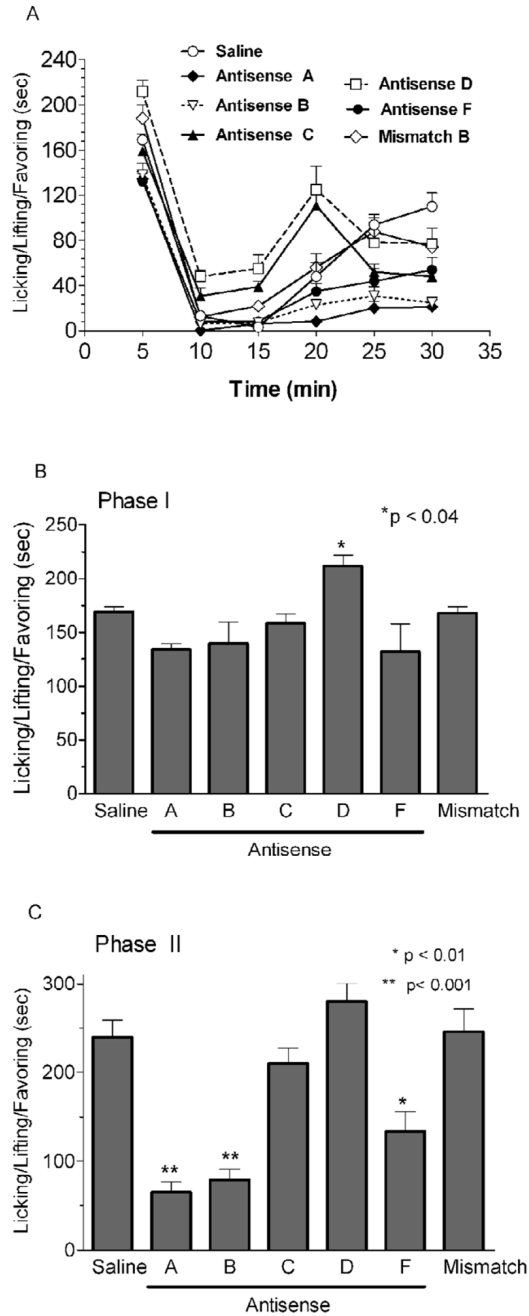 A
Licking/Lifting/Favoring (sec)
240
200
160
120
80
40
0
Saline
Antisense A
Antisense B
Antisense C
Antisense D
Antisense F
Mismatch B
0 5 10 15 20 25 30 35
Time (min)
B
Phase I
*p < 0.04
Licking/Lifting/Favoring (sec)
250
200
150
100
50
0
*
Saline A B C D F Mismatch
Antisense
C
Phase II
* p < 0.01
** p< 0.001
Licking/Lifting/Favoring (sec)
300
200
100
0
** ** *
Saline A B C D F Mismatch
Antisense